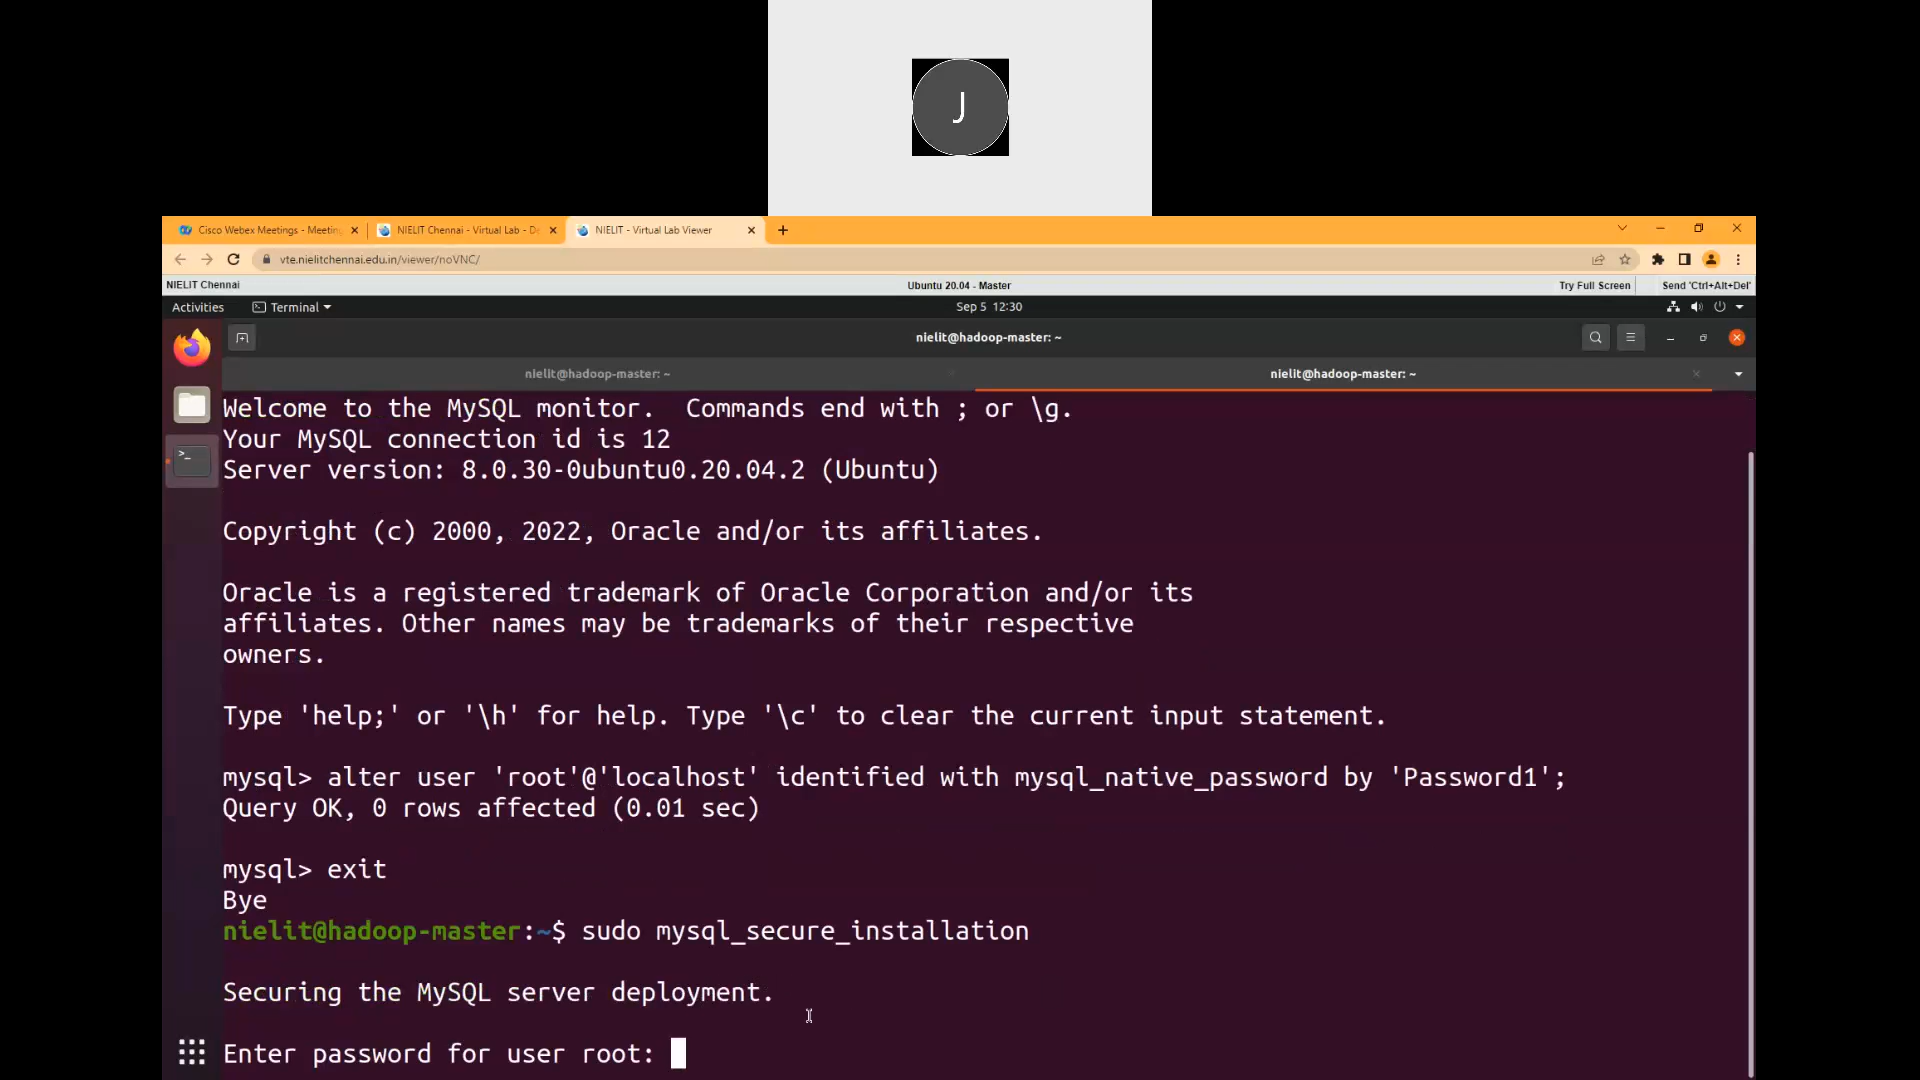 J
Cisco Webex Meetings - Meeting
NIELIT Chennai - Virtual Lab - D
NIELIT - Virtual Lab Viewer
vte.nielitchennai.edu.in/viewer/noVNC/
NIELIT Chennai
Ubuntu 20.04 - Master
Try Full Screen
Send 'Ctrl+Alt+Del'
Activities
Terminal
Sep 5 12:30
nielit@hadoop-master: ~
nielit@hadoop-master: ~
nielit@hadoop-master: ~
Welcome to the MySQL monitor.  Commands end with ; or \g.
Your MySQL connection id is 12
Server version: 8.0.30-0ubuntu0.20.04.2 (Ubuntu)
Copyright (c) 2000, 2022, Oracle and/or its affiliates.
Oracle is a registered trademark of Oracle Corporation and/or its
affiliates. Other names may be trademarks of their respective
owners.
Type 'help;' or '\h' for help. Type '\c' to clear the current input statement.
mysql> alter user 'root'@'localhost' identified with mysql_native_password by 'Password1';
Query OK, 0 rows affected (0.01 sec)
mysql> exit
Bye
nielit@hadoop-master:~$ sudo mysql_secure_installation
Securing the MySQL server deployment.
Enter password for user root: